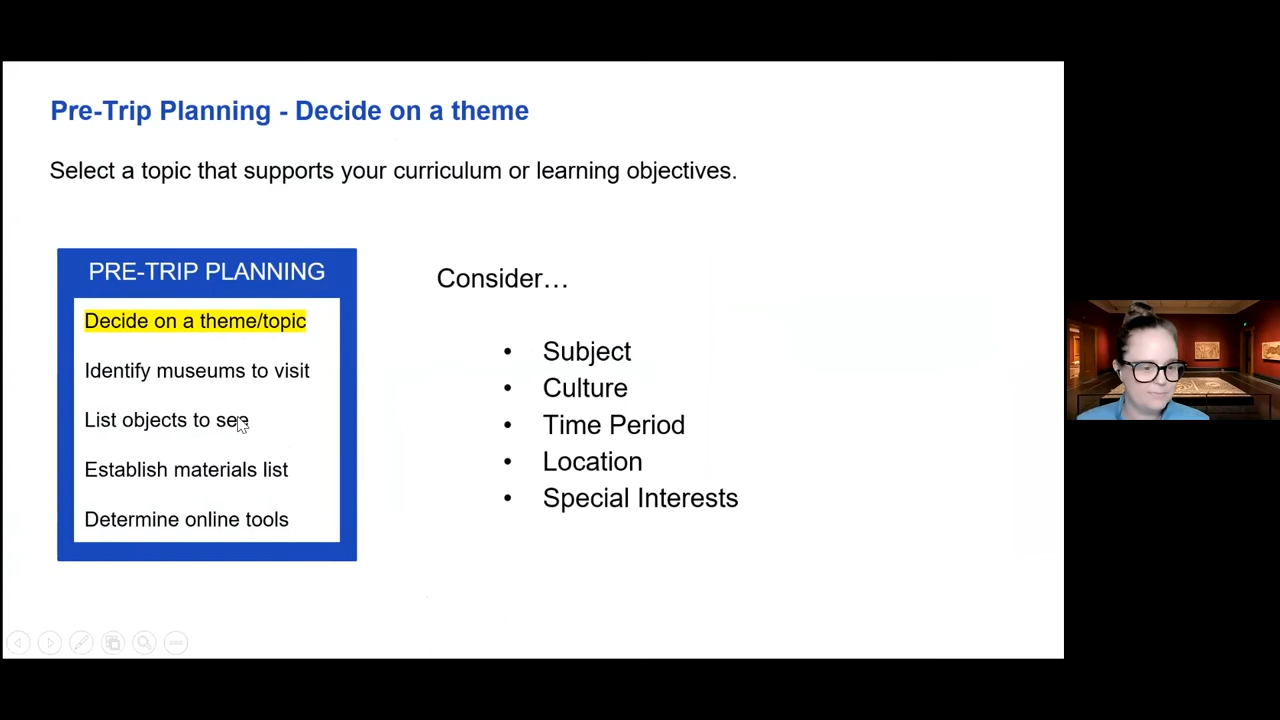 Pre-Trip Planning - Decide on a theme
Select a topic that supports your curriculum or learning objectives.
PRE-TRIP PLANNING
Decide on a theme/topic
Identify museums to visit
List objects to see
Establish materials list
Determine online tools
Consider…
• Subject
• Culture
• Time Period
• Location
• Special Interests